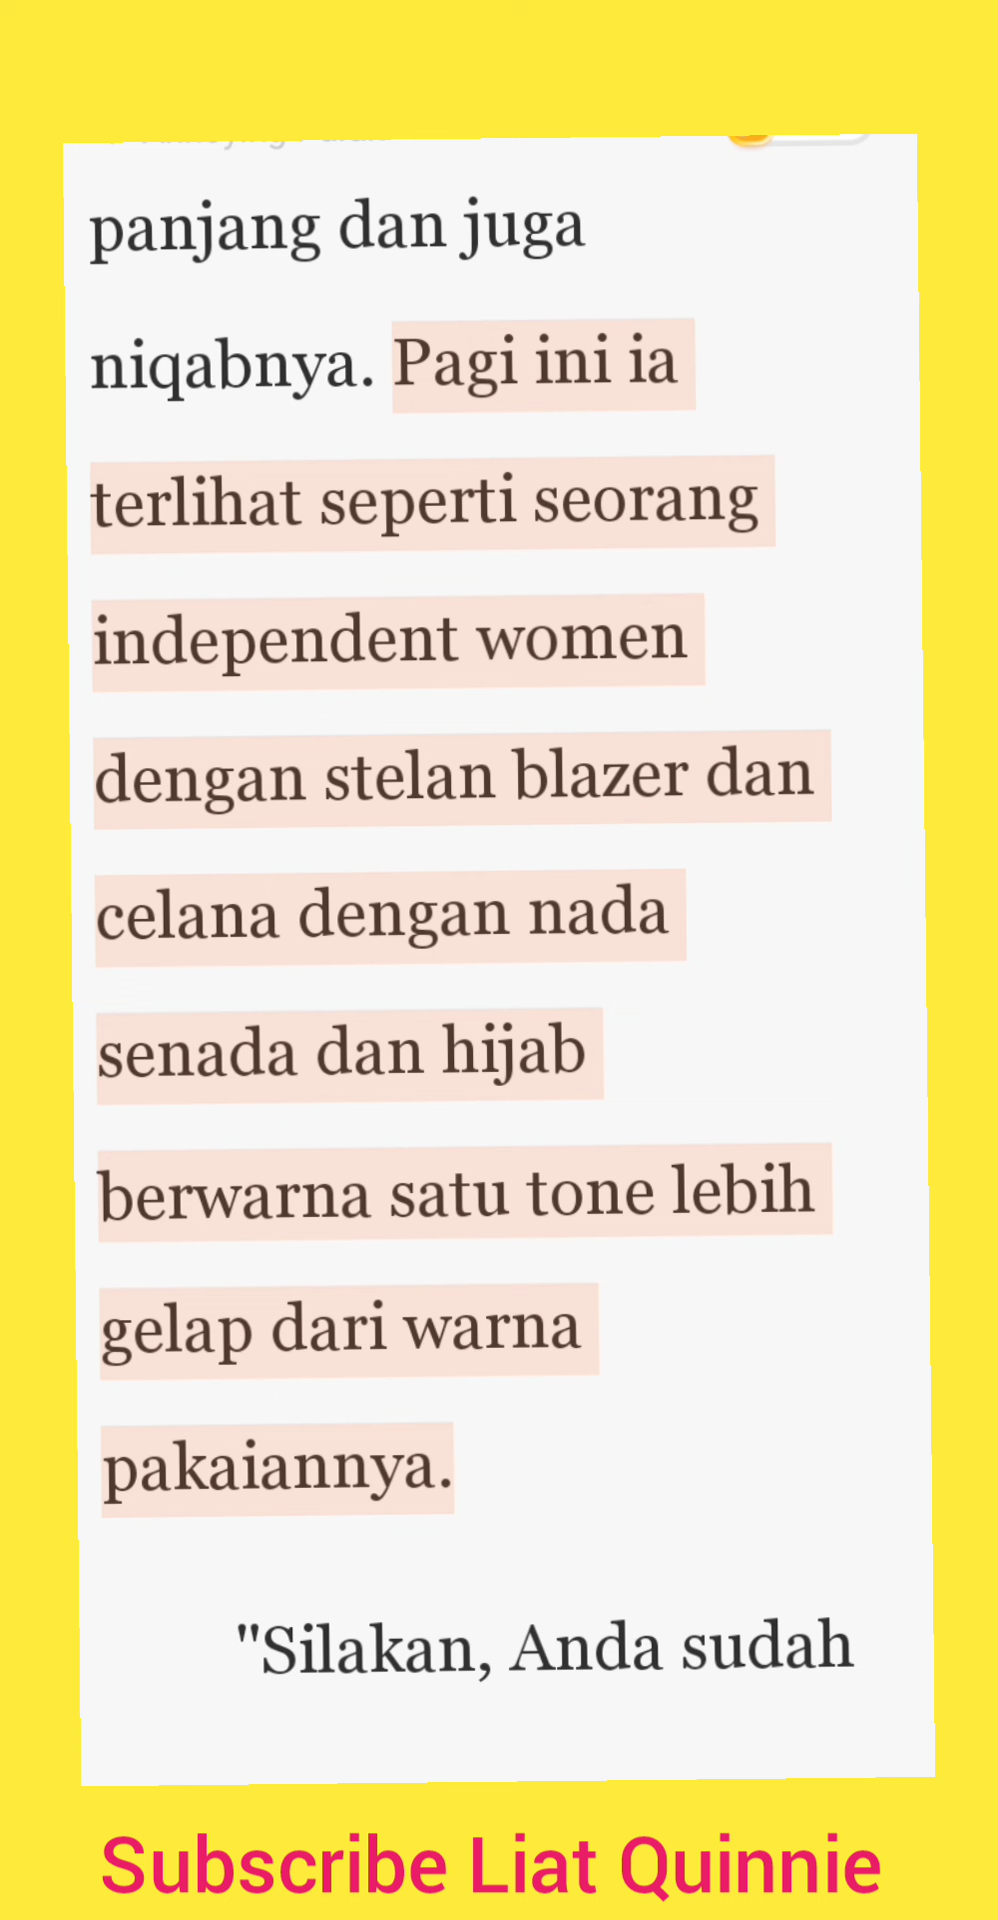 panjang dan juga
niqabnya. Pagi ini ia
terlihat seperti seorang
independent women
dengan stelan blazer dan
celana dengan nada
senada dan hijab
berwarna satu tone lebih
gelap dari warna
pakaiannya.
"Silakan, Anda sudah
Subscribe Liat Quinnie